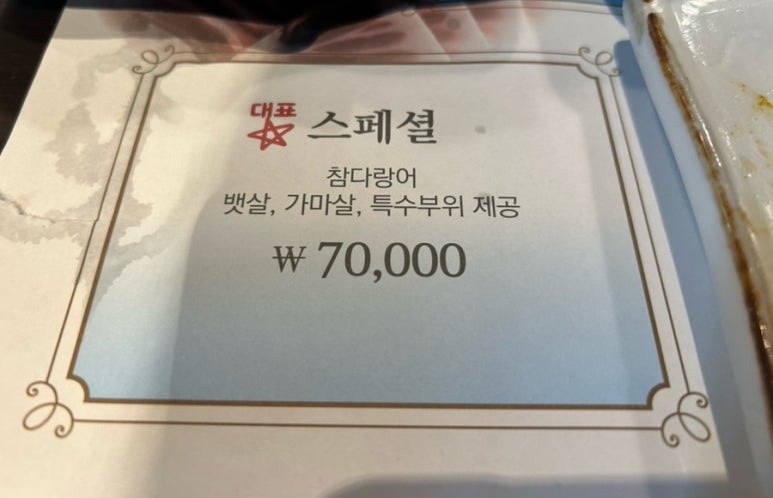 대표
스페셜
참다랑어
뱃살, 가마살, 특수부위 제공
₩ 70,000